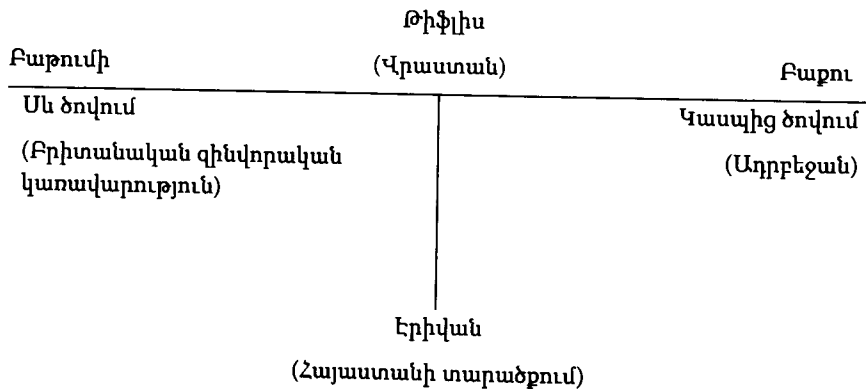 Թիֆլիս
Բաթումի
(Վրաստան)
Բաքու
Սև ծովում
Կասպից ծովում
(Բրիտանական զինվորական
կառավարություն)
(Ադրբեջան)
Էրիվան
(Հայաստանի տարածքում)